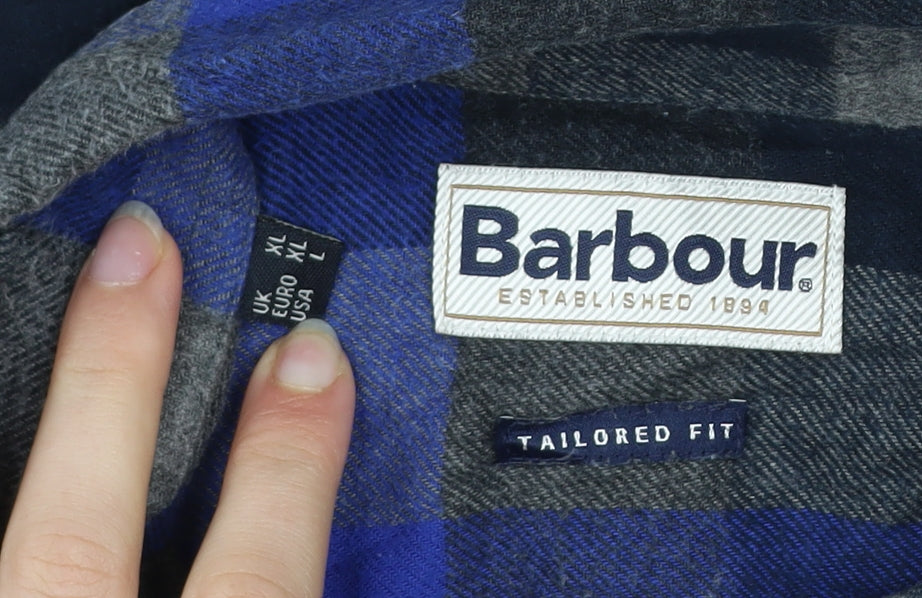 UK XL
EURO XL
USA L
Barbour®
ESTABLISHED 1894
TAILORED FIT